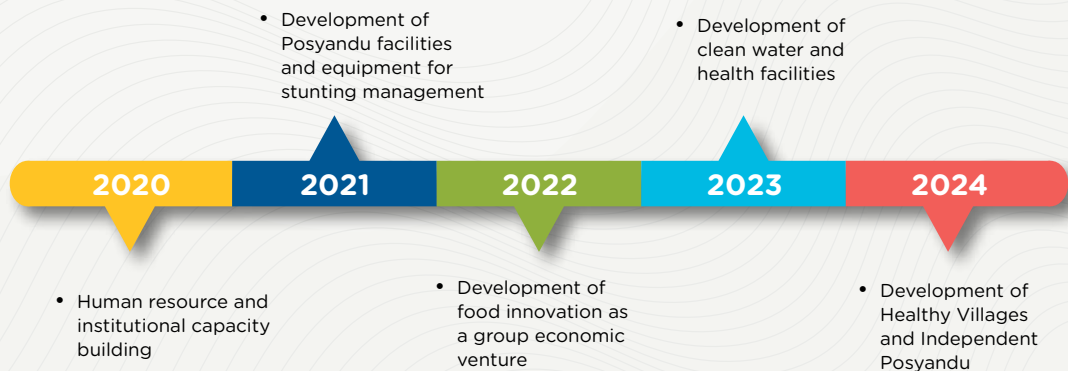 • Development of
Posyandu facilities
and equipment for
stunting management
• Development of
clean water and
health facilities
2020
2021
2022
2023
2024
• Human resource and
institutional capacity
building
• Development of
food innovation as
a group economic
venture
• Development of
Healthy Villages
and Independent
Posyandu